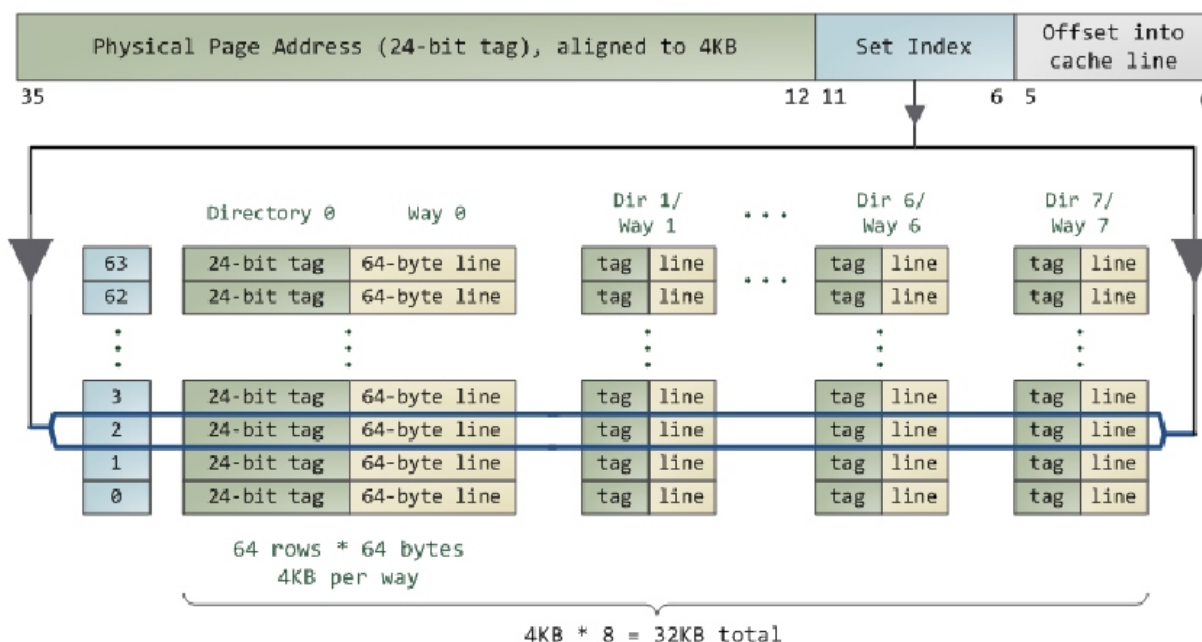 Physical Page Address (24-bit tag), aligned to 4KB Set Index Offset into
cache line
35 12 11 6 5
Directory 0 Way 0 Dir 1/ ... Dir 6/ Dir 7/
Way 1 Way 6 Way 7
63 24-bit tag 64-byte line tag line ... tag line tag line
62 24-bit tag 64-byte line tag line tag line tag line
3 24-bit tag 64-byte line tag line tag line tag line
2 24-bit tag 64-byte line tag line tag line tag line
1 24-bit tag 64-byte line tag line tag line tag line
0 24-bit tag 64-byte line tag line tag line tag line
64 rows * 64 bytes
4KB per way
4KB * 8 = 32KB total